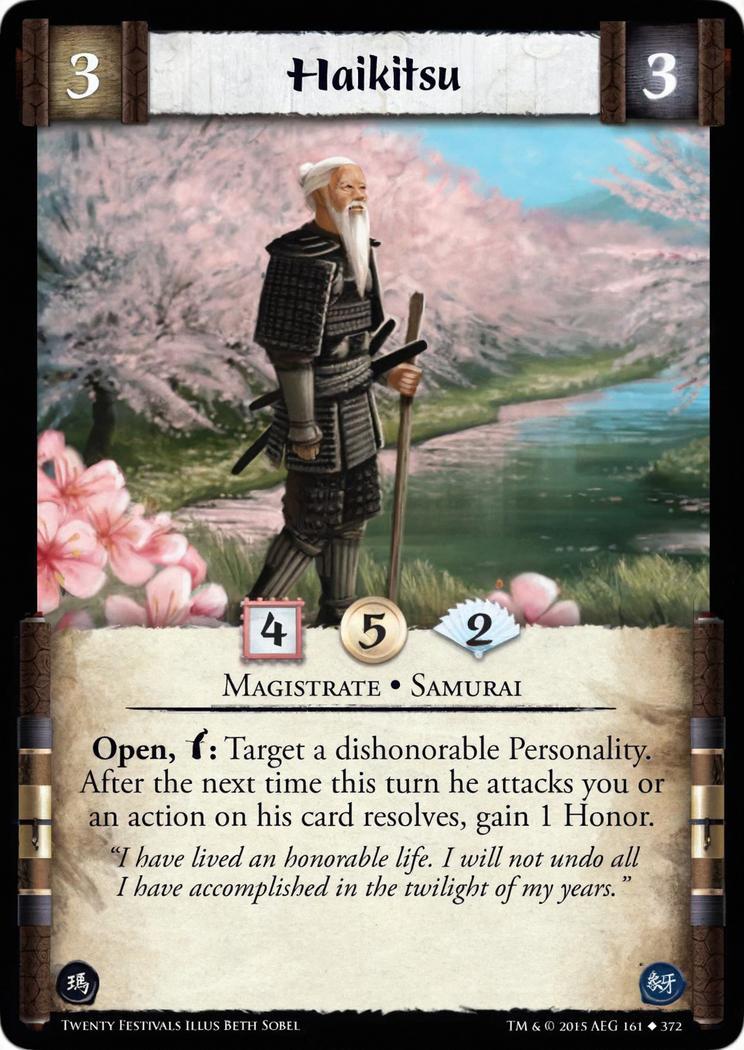 3 Haikitsu 3
4 5 2
Magistrate • Samurai
Open, : Target a dishonorable Personality.
After the next time this turn he attacks you or
an action on his card resolves, gain 1 Honor.
“I have lived an honorable life. I will not undo all
I have accomplished in the twilight of my years.”
瑪
Twenty Festivals Illus Beth Sobel
TM & © 2015 AEG 161 ◆ 372